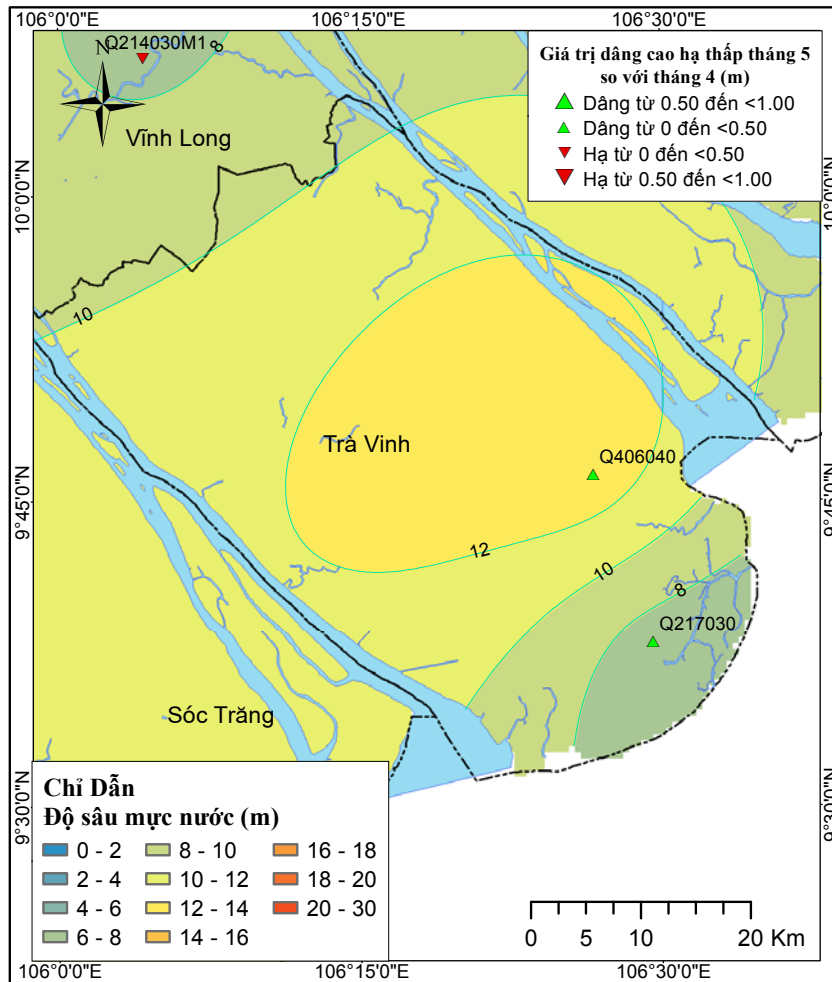 106°0'0"E 106°15'0"E 106°30'0"E
Q214030M1
8
N
Vĩnh Long
Giá trị dâng cao hạ thấp tháng 5
so với tháng 4 (m)
Dâng từ 0.50 đến <1.00
Dâng từ 0 đến <0.50
Hạ từ 0 đến <0.50
Hạ từ 0.50 đến <1.00
10°0'0"N 10°0'0"N
10
Trà Vinh
Q406040
9°45'0"N 9°45'0"N
12
10
8
Q217030
Sóc Trăng
9°30'0"N 9°30'0"N
Chỉ Dẫn
Độ sâu mực nước (m)
0 - 2 8 - 10 16 - 18
2 - 4 10 - 12 18 - 20
4 - 6 12 - 14 20 - 30
6 - 8 14 - 16
0 5 10 20 Km
106°0'0"E 106°15'0"E 106°30'0"E